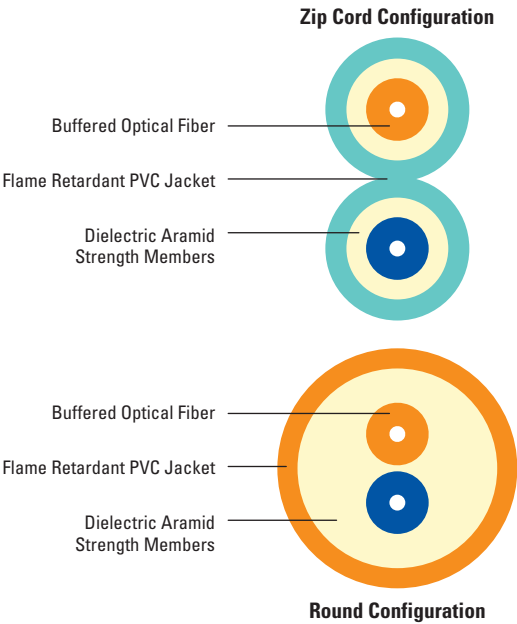 Zip Cord Configuration
Buffered Optical Fiber
Flame Retardant PVC Jacket
Dielectric Aramid
Strength Members
Buffered Optical Fiber
Flame Retardant PVC Jacket
Dielectric Aramid
Strength Members
Round Configuration